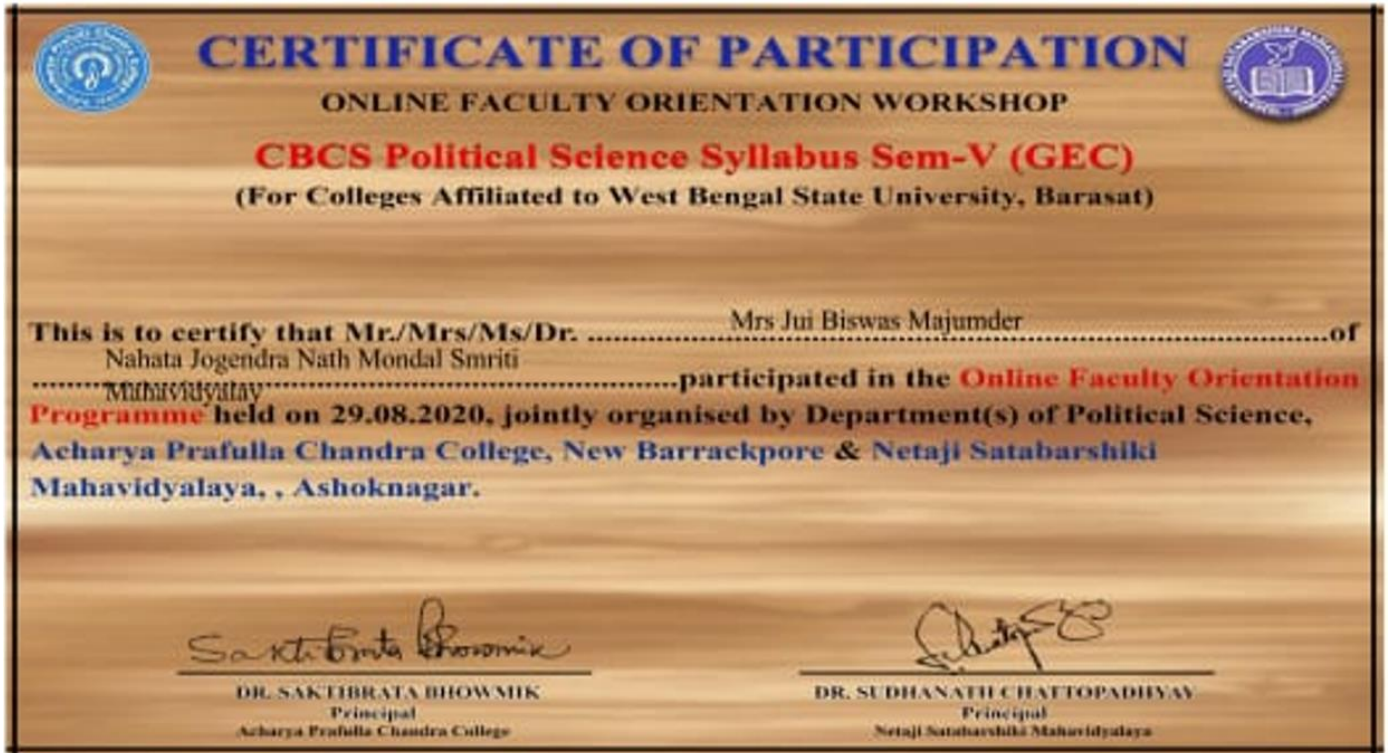 CERTIFICATE OF PARTICIPATION
ONLINE FACULTY ORIENTATION WORKSHOP
CBCS Political Science Syllabus Sem-V (GEC)
(For Colleges Affiliated to West Bengal State University, Barasat)
This is to certify that Mr./Mrs/Ms/Dr. Mrs Jui Biswas Majumder of
Nahata Jogendra Nath Mondal Smriti
Mahavidyalay participated in the Online Faculty Orientation
Programme held on 29.08.2020, jointly organised by Department(s) of Political Science,
Acharya Prafulla Chandra College, New Barrackpore & Netaji Satabarshiki
Mahavidyalaya, , Ashoknagar.
Saktibrata Bhowmik
DR. SAKTIBRATA BHOWMIK
Principal
Acharya Prafulla Chandra College
DR. SUDHANATH CHATTOPADHYAY
Principal
Netaji Satabarshiki Mahavidyalaya